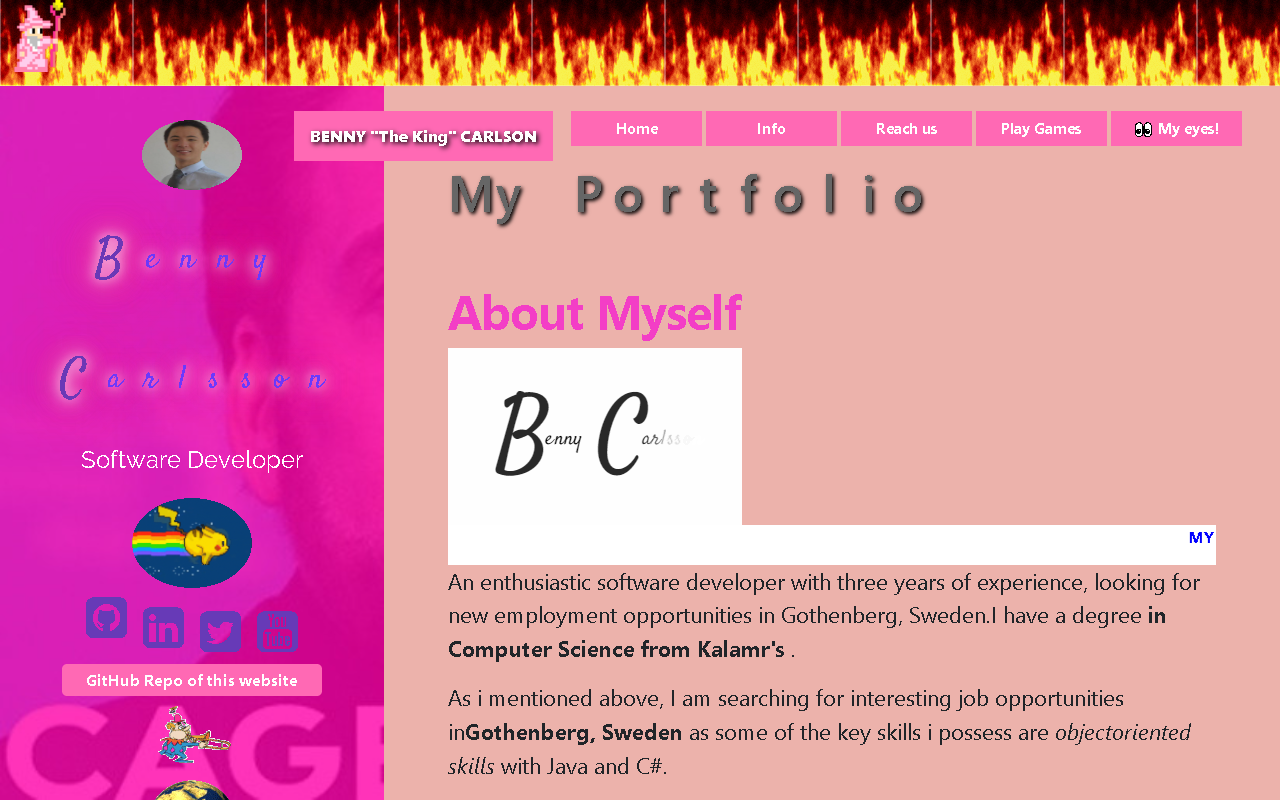 BENNY "The King" CARLSON
Home
Info
Reach us
Play Games
My eyes!
My Portfolio
Benny
Carlsson
Software Developer
You
Tube
GitHub Repo of this website
CAGE
About Myself
Benny Carlsso
MY
An enthusiastic software developer with three years of experience, looking for
new employment opportunities in Gothenberg, Sweden.I have a degree in
Computer Science from Kalamr's .
As i mentioned above, I am searching for interesting job opportunities
inGothenberg, Sweden as some of the key skills i possess are objectoriented
skills with Java and C#.